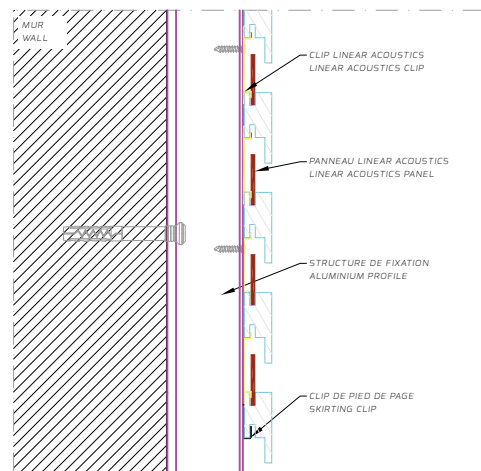 MUR
WALL
CLIP LINEAR ACOUSTICS
LINEAR ACOUSTICS CLIP
PANNEAU LINEAR ACOUSTICS
LINEAR ACOUSTICS PANEL
STRUCTURE DE FIXATION
ALUMINIUM PROFILE
CLIP DE PIED DE PAGE
SKIRTING CLIP